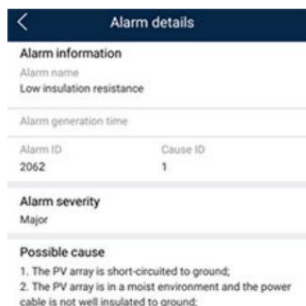 Alarm details
Alarm information
Alarm name
Low insulation resistance
Alarm generation time
Alarm ID Cause ID
2062 1
Alarm severity
Major
Possible cause
1. The PV array is short-circuited to ground;
2. The PV array is in a moist environment and the power
cable is not well insulated to ground;